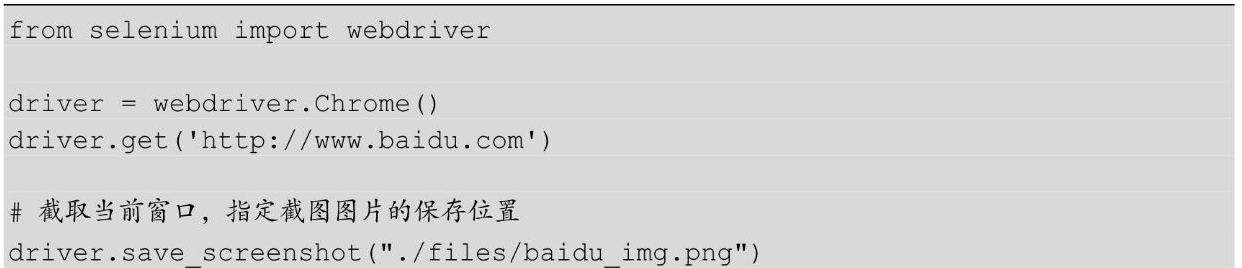 from selenium import webdriver
driver = webdriver.Chrome()
driver.get('http://www.baidu.com')
# 截取当前窗口，指定截图图片的保存位置
driver.save_screenshot("./files/baidu_img.png")